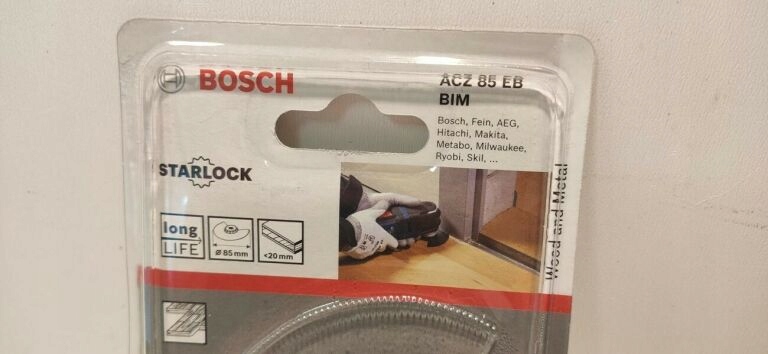 BOSCH
ACZ 85 EB
BIM
Bosch, Fein, AEG,
Hitachi, Makita,
Metabo, Milwaukee,
Ryobi, Skil, ...
STARLOCK
Wood and Metal
long
LIFE
Ø 85 mm
<20 mm